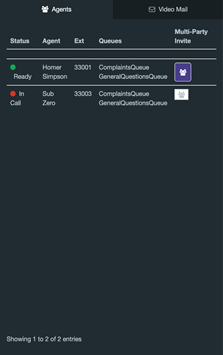 Agents Video Mail
Multi-Party
Status Agent Ext Queues Invite
Homer 33001 ComplaintsQueue
Ready Simpson GeneralQuestionsQueue
In Sub 33003 ComplaintsQueue
Call Zero GeneralQuestionsQueue
Showing 1 to 2 of 2 entries